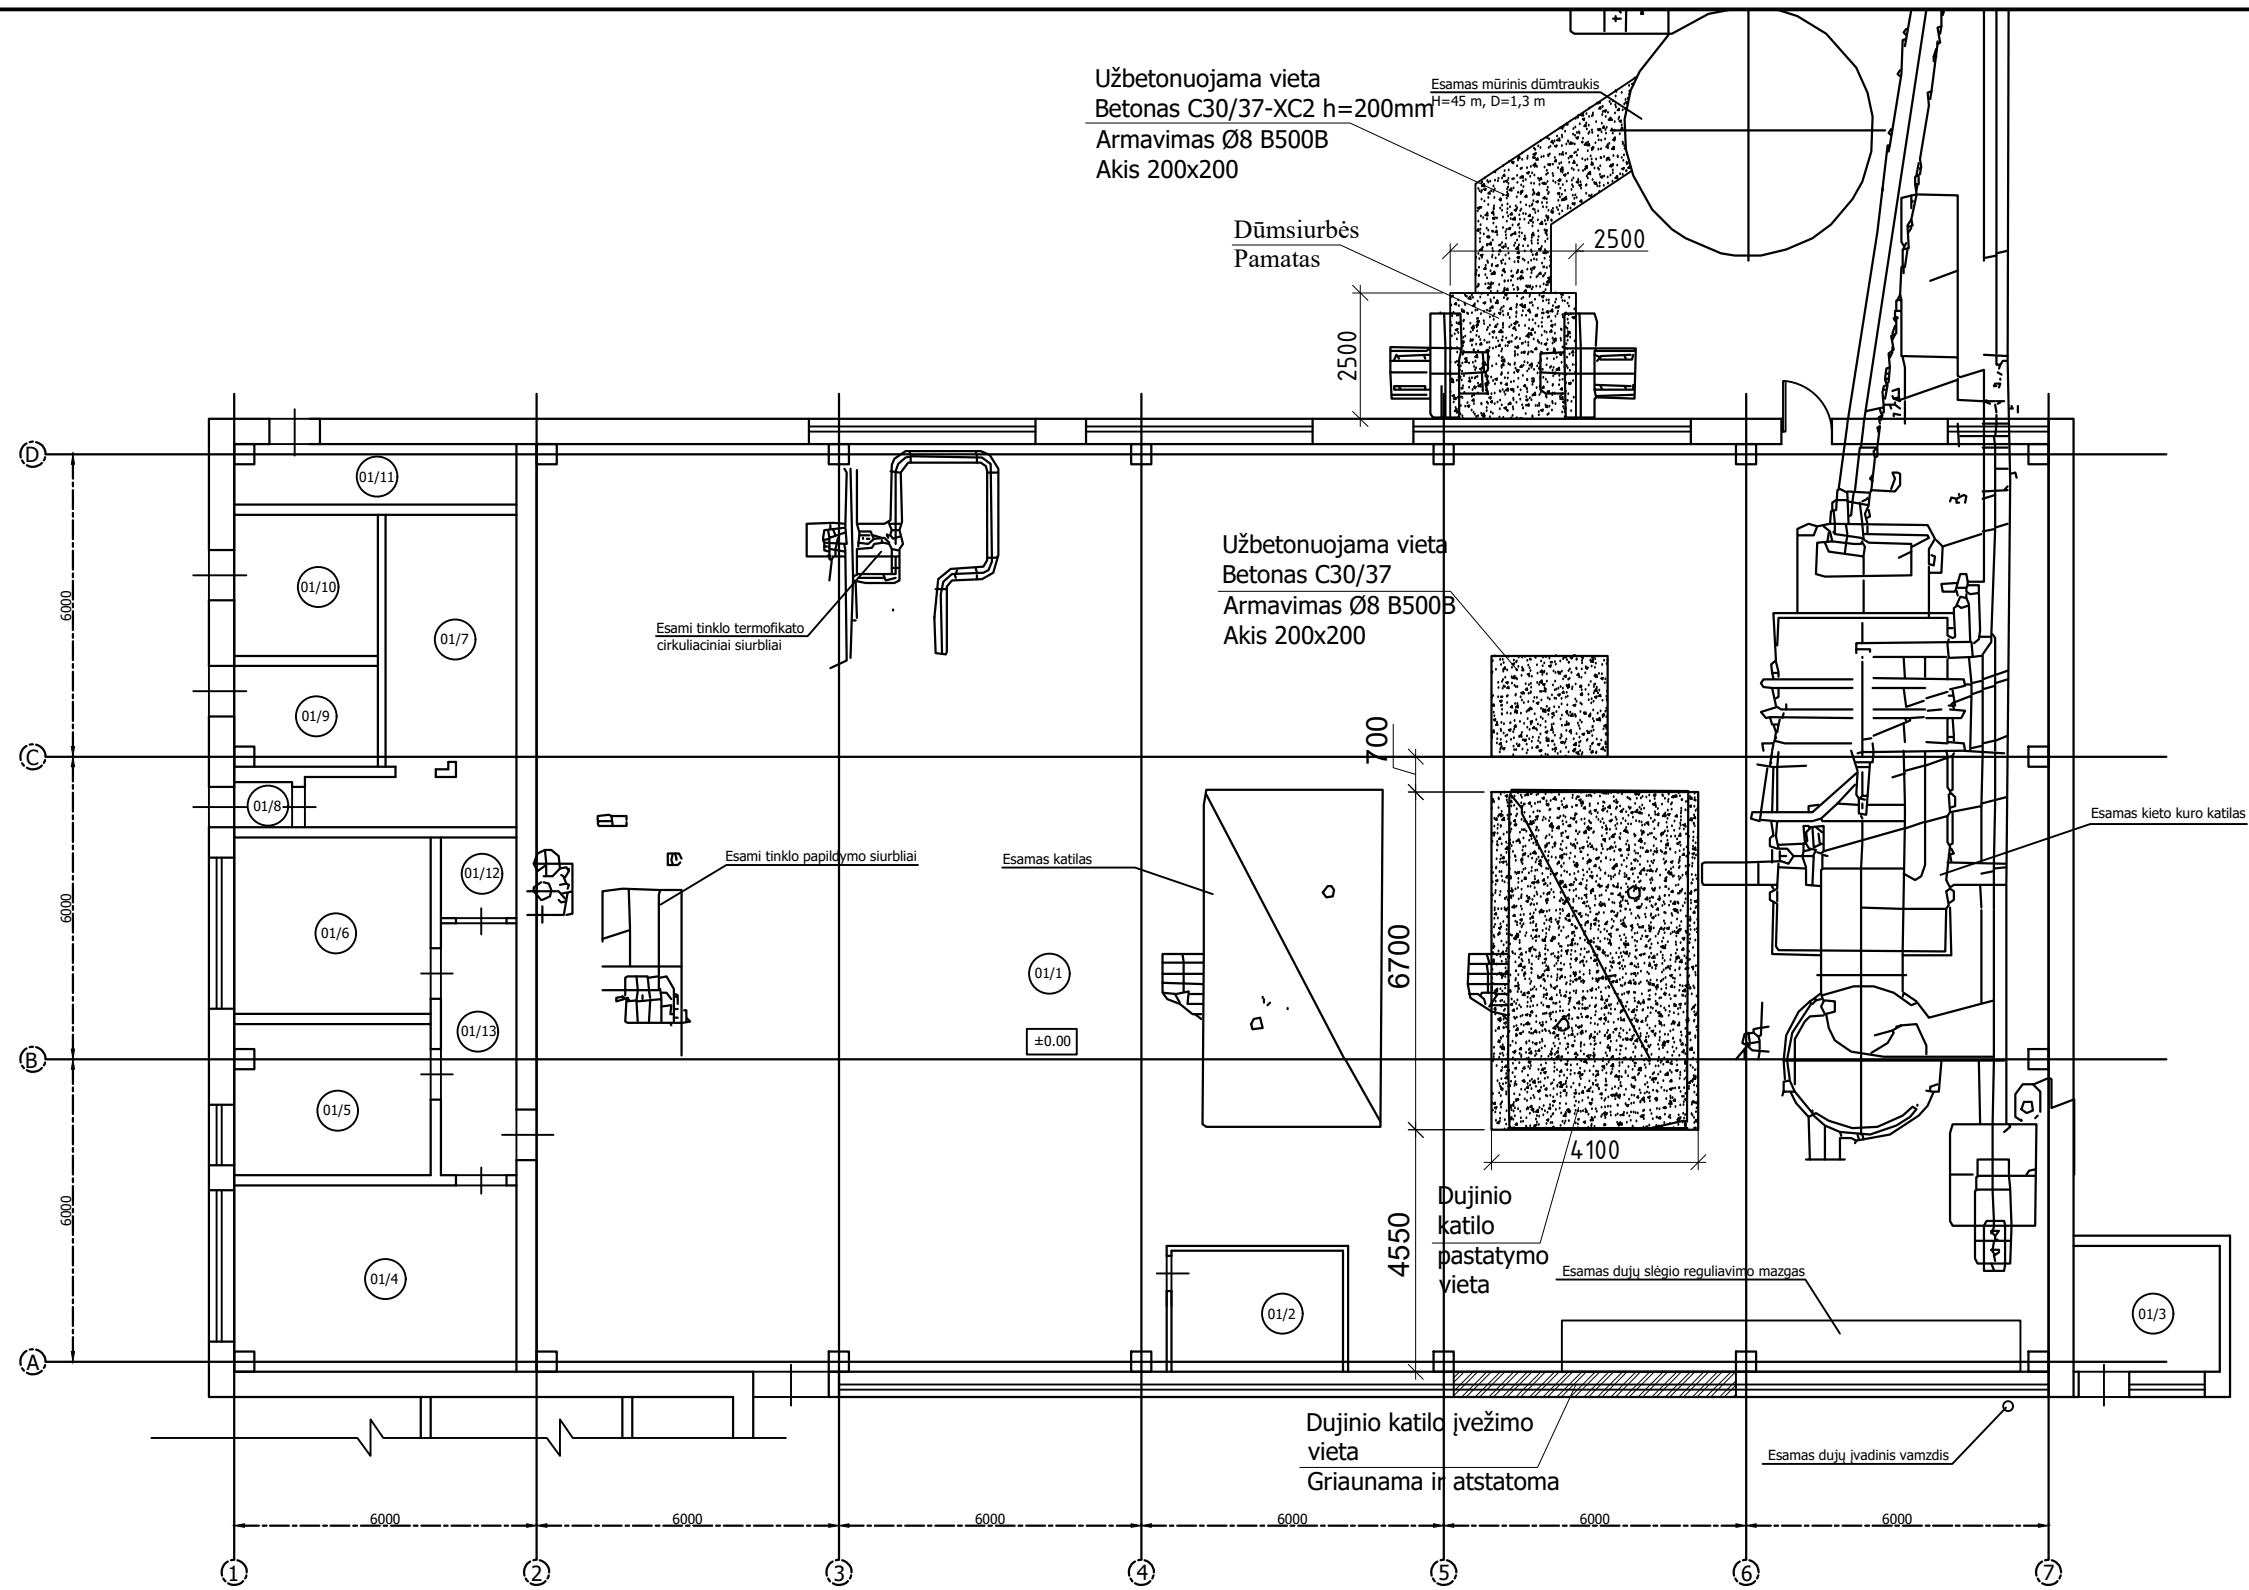 Užbetonuojama vieta
Betonas C30/37-XC2 h=200mm
Armavimas Ø8 B500B
Akis 200x200
Esamas mūrinis dūmtraukis
H=45 m, D=1,3 m
Dūmsiurbės
Pamatas
2500
2500
D
01/11
Užbetonuojama vieta
Betonas C30/37
Armavimas Ø8 B500B
Akis 200x200
01/10
6000
Esami tinklo termofikato
cirkuliaciniai siurbliai
01/7
01/9
700
C
01/8
Esamas kieto kuro katilas
Esami tinklo papildymo siurbliai
Esamas katilas
01/12
6000
01/6
6700
01/1
01/13
±0.00
B
01/5
4100
6000
Dujinio
katilo
pastatymo
vieta
4550
01/4
Esamas dujų slėgio reguliavimo mazgas
01/2
01/3
A
Dujinio katilo įvežimo
vieta
Griaunama ir atstatoma
Esamas dujų įvadinis vamzdis
6000 6000 6000 6000 6000 6000
1 2 3 4 5 6 7